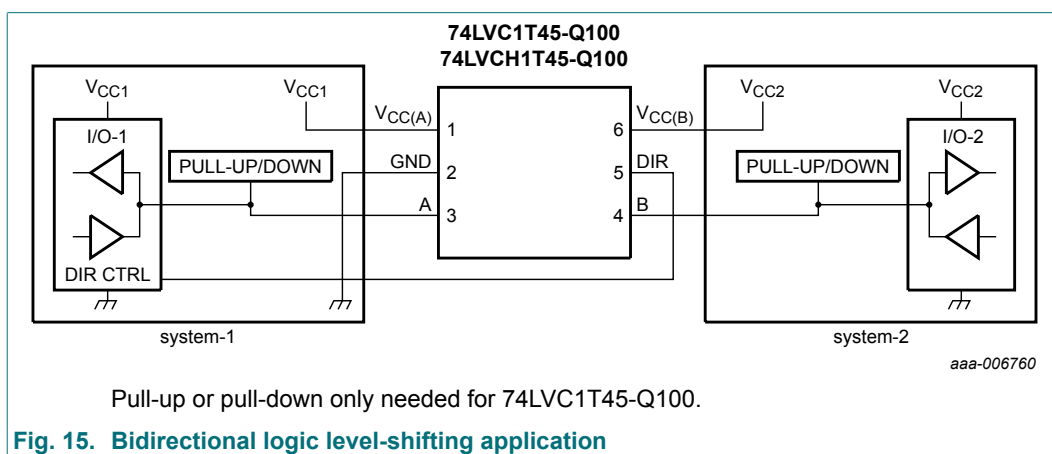 74LVC1T45-Q100
74LVCH1T45-Q100
VCC1
VCC1
VCC(A)
1
I/O-1
PULL-UP/DOWN
GND
2
A
3
DIR CTRL
system-1
6
VCC(B)
5
DIR
4
B
VCC2
VCC2
I/O-2
PULL-UP/DOWN
system-2
aaa-006760
Pull-up or pull-down only needed for 74LVC1T45-Q100.
Fig. 15. Bidirectional logic level-shifting application